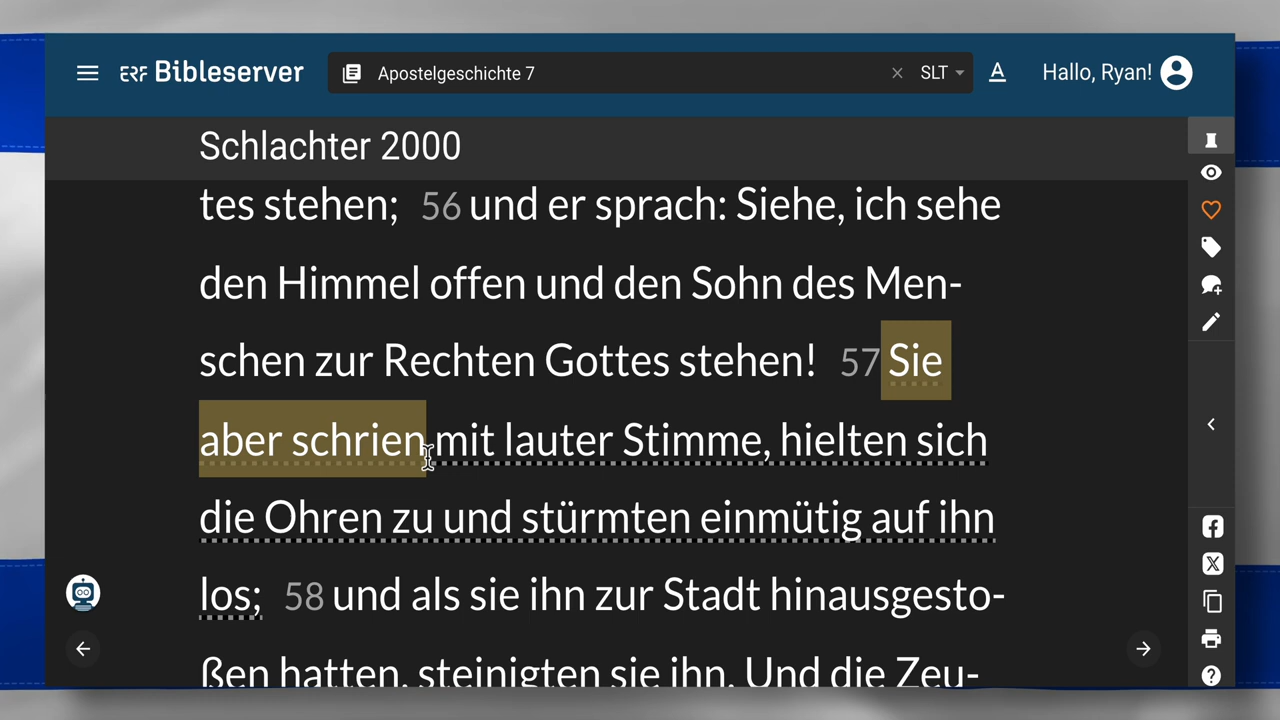 ERF Bibleserver
Apostelgeschichte 7
SLT
A
Hallo, Ryan!
Schlachter 2000
tes stehen; 56 und er sprach: Siehe, ich sehe
den Himmel offen und den Sohn des Men-
schen zur Rechten Gottes stehen! 57 Sie
aber schrien mit lauter Stimme, hielten sich
die Ohren zu und stürmten einmütig auf ihn
los; 58 und als sie ihn zur Stadt hinausgesto-
ßen hatten, steinigten sie ihn. Und die Zeu-